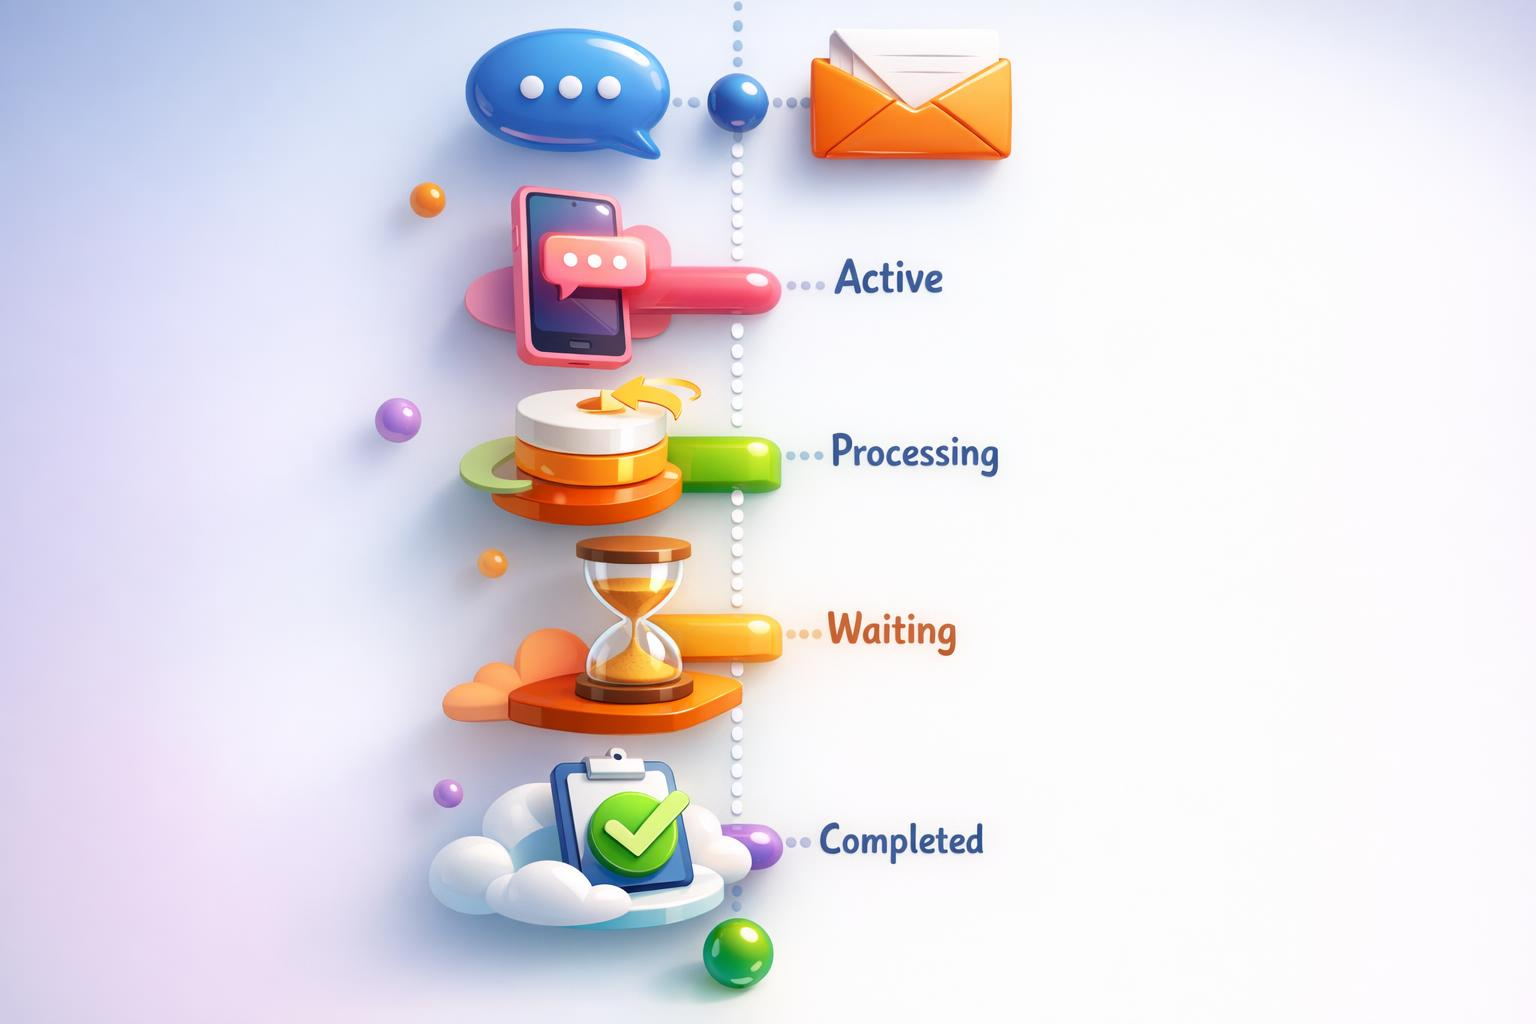 Active
Processing
Waiting
Completed